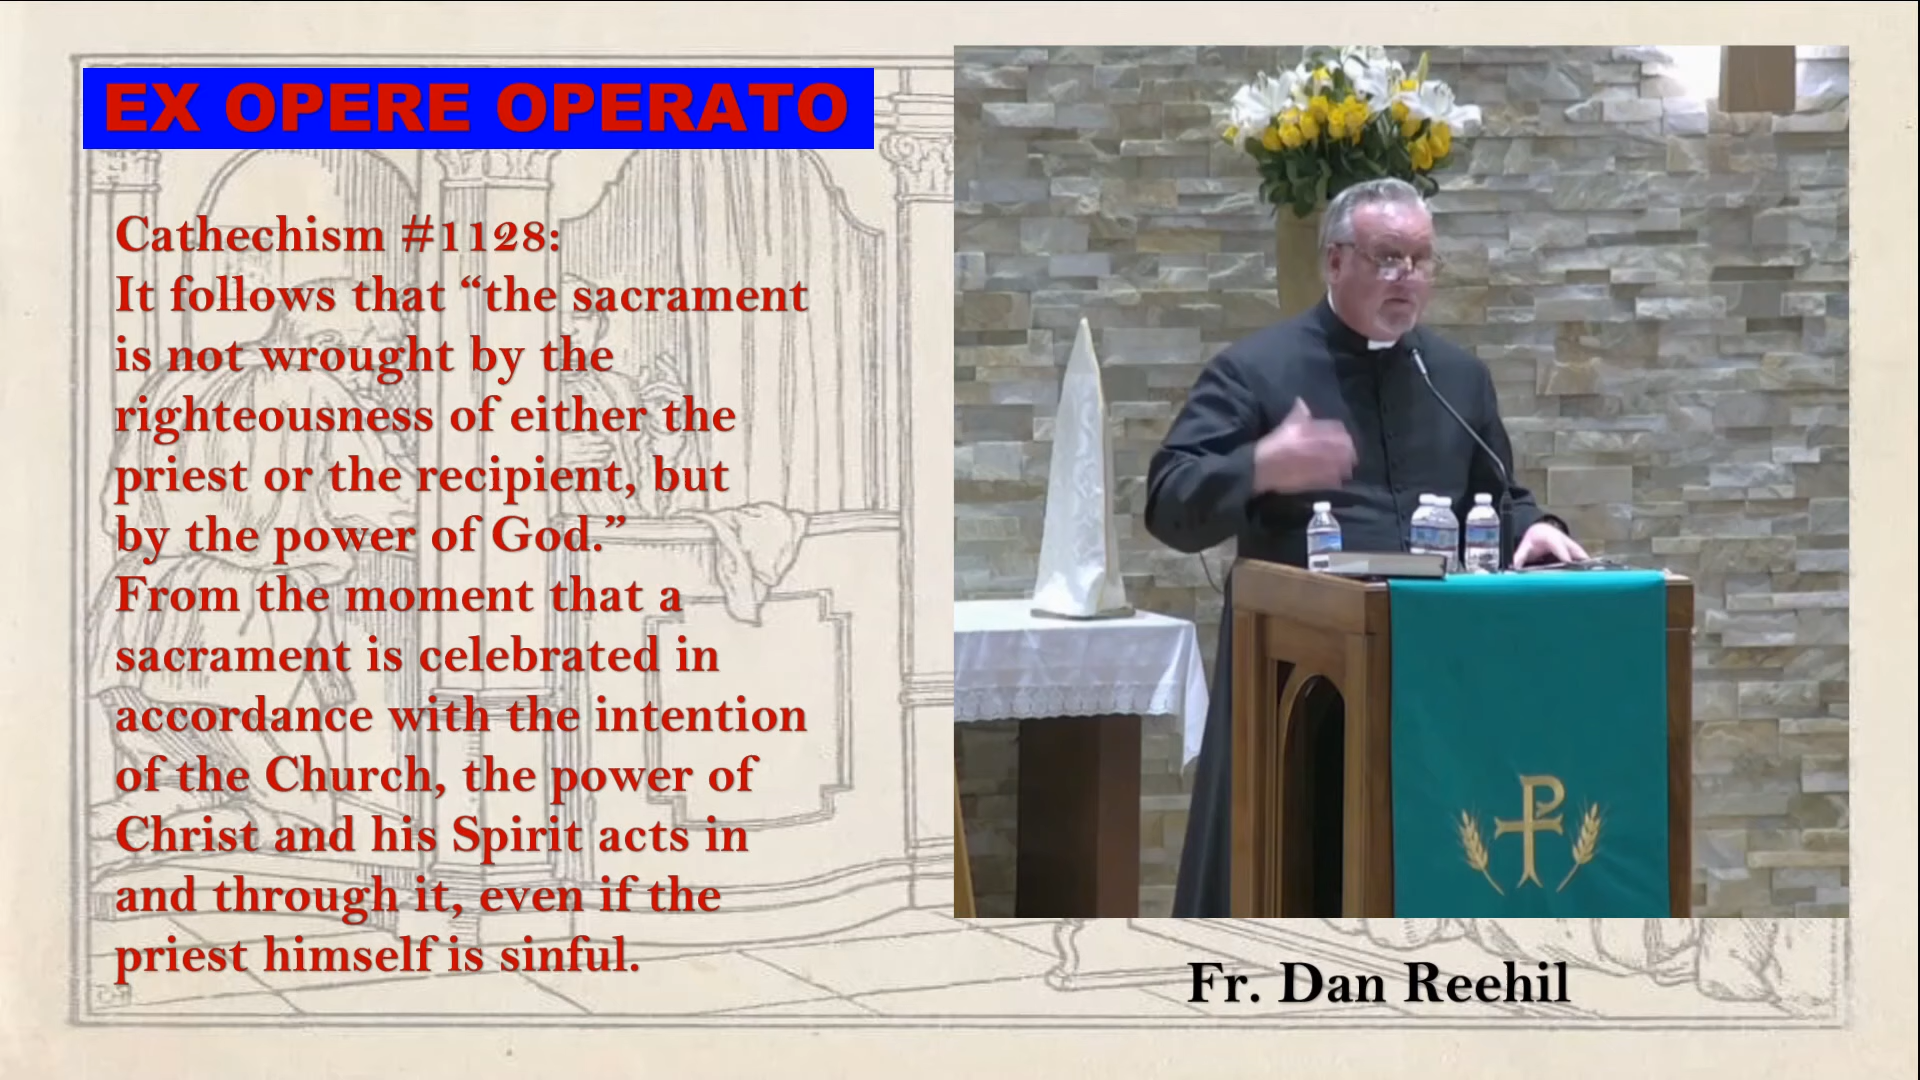 EX OPERE OPERATO
Cathechism #1128:
It follows that “the sacrament
is not wrought by the
righteousness of either the
priest or the recipient, but
by the power of God.”
From the moment that a
sacrament is celebrated in
accordance with the intention
of the Church, the power of
Christ and his Spirit acts in
and through it, even if the
priest himself is sinful.
Fr. Dan Reehil